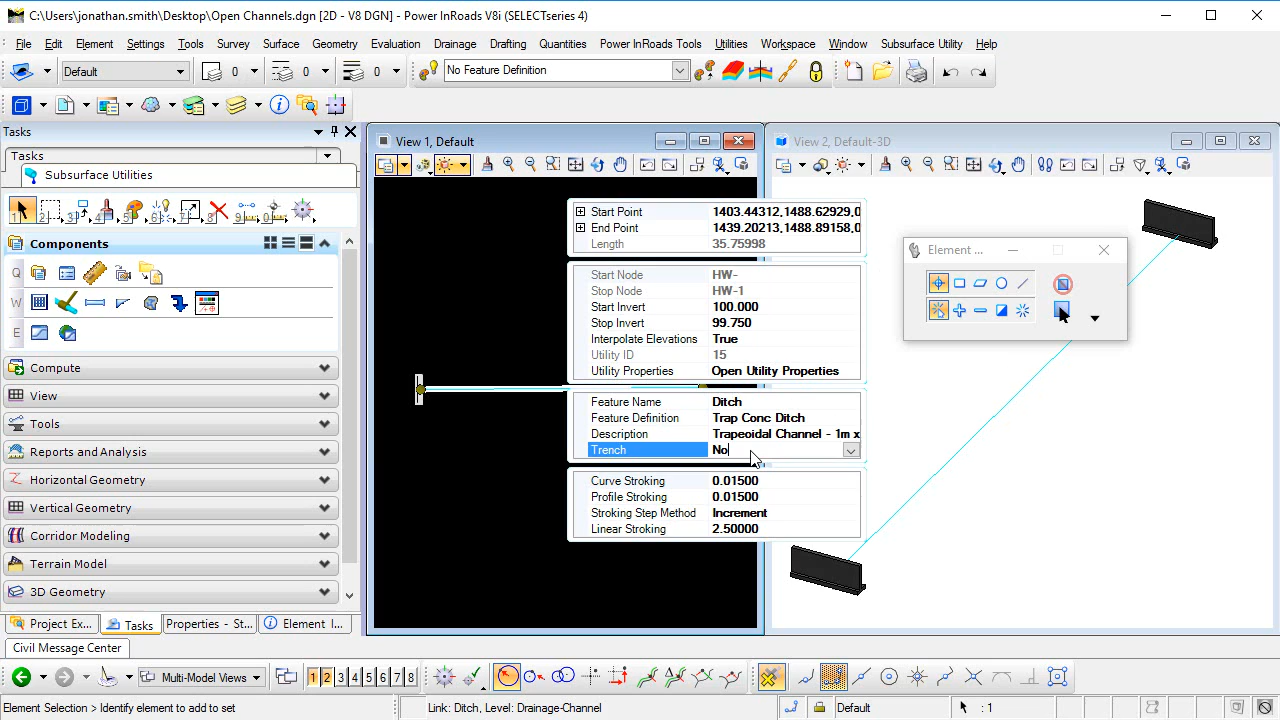 C:\Users\jonathan.smith\Desktop\Open Channels.dgn [2D - V8 DGN] - Power InRoads V8i (SELECTseries 4)
File Edit Element Settings Tools Survey Surface Geometry Evaluation Drainage Drafting Quantities Power InRoads Tools Utilities Workspace Window Subsurface Utility Help
Default 0 0 0 No Feature Definition
Tasks
Tasks
Subsurface Utilities
Components
Q
W
E
Compute
View
Tools
Reports and Analysis
Horizontal Geometry
Vertical Geometry
Corridor Modeling
Terrain Model
3D Geometry
Project Ex... Tasks Properties - St... Element I...
Civil Message Center
View 1, Default
Start Point 1403.44312,1488.62929,0
End Point 1439.20213,1488.89158,0
Length 35.75998
Start Node HW-
Stop Node HW-1
Start Invert 100.000
Stop Invert 99.750
Interpolate Elevations True
Utility ID 15
Utility Properties Open Utility Properties
Feature Name Ditch
Feature Definition Trap Conc Ditch
Description Trapeoidal Channel - 1m x
Trench No
Curve Stroking 0.01500
Profile Stroking 0.01500
Stroking Step Method Increment
Linear Stroking 2.50000
View 2, Default-3D
Element ...
Multi-Model Views 1 2 3 4 5 6 7 8
Element Selection > Identify element to add to set Link: Ditch, Level: Drainage-Channel Default : 1